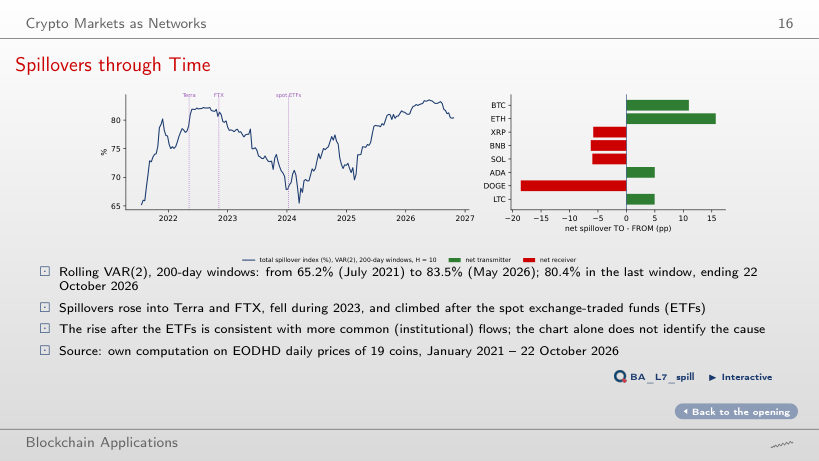 Crypto Markets as Networks
16
Spillovers through Time
Terra
FTX
spot ETFs
80
75
70
65
%
2022
2023
2024
2025
2026
2027
BTC
ETH
XRP
BNB
SOL
ADA
DOGE
LTC
−20
−15
−10
−5
0
5
10
15
net spillover TO - FROM (pp)
total spillover index (%), VAR(2), 200-day windows, H = 10
net transmitter
net receiver
Rolling VAR(2), 200-day windows: from 65.2% (July 2021) to 83.5% (May 2026); 80.4% in the last window, ending 22
October 2026
Spillovers rose into Terra and FTX, fell during 2023, and climbed after the spot exchange-traded funds (ETFs)
The rise after the ETFs is consistent with more common (institutional) flows; the chart alone does not identify the cause
Source: own computation on EODHD daily prices of 19 coins, January 2021 – 22 October 2026
BA_L7_spill
Interactive
Back to the opening
Blockchain Applications